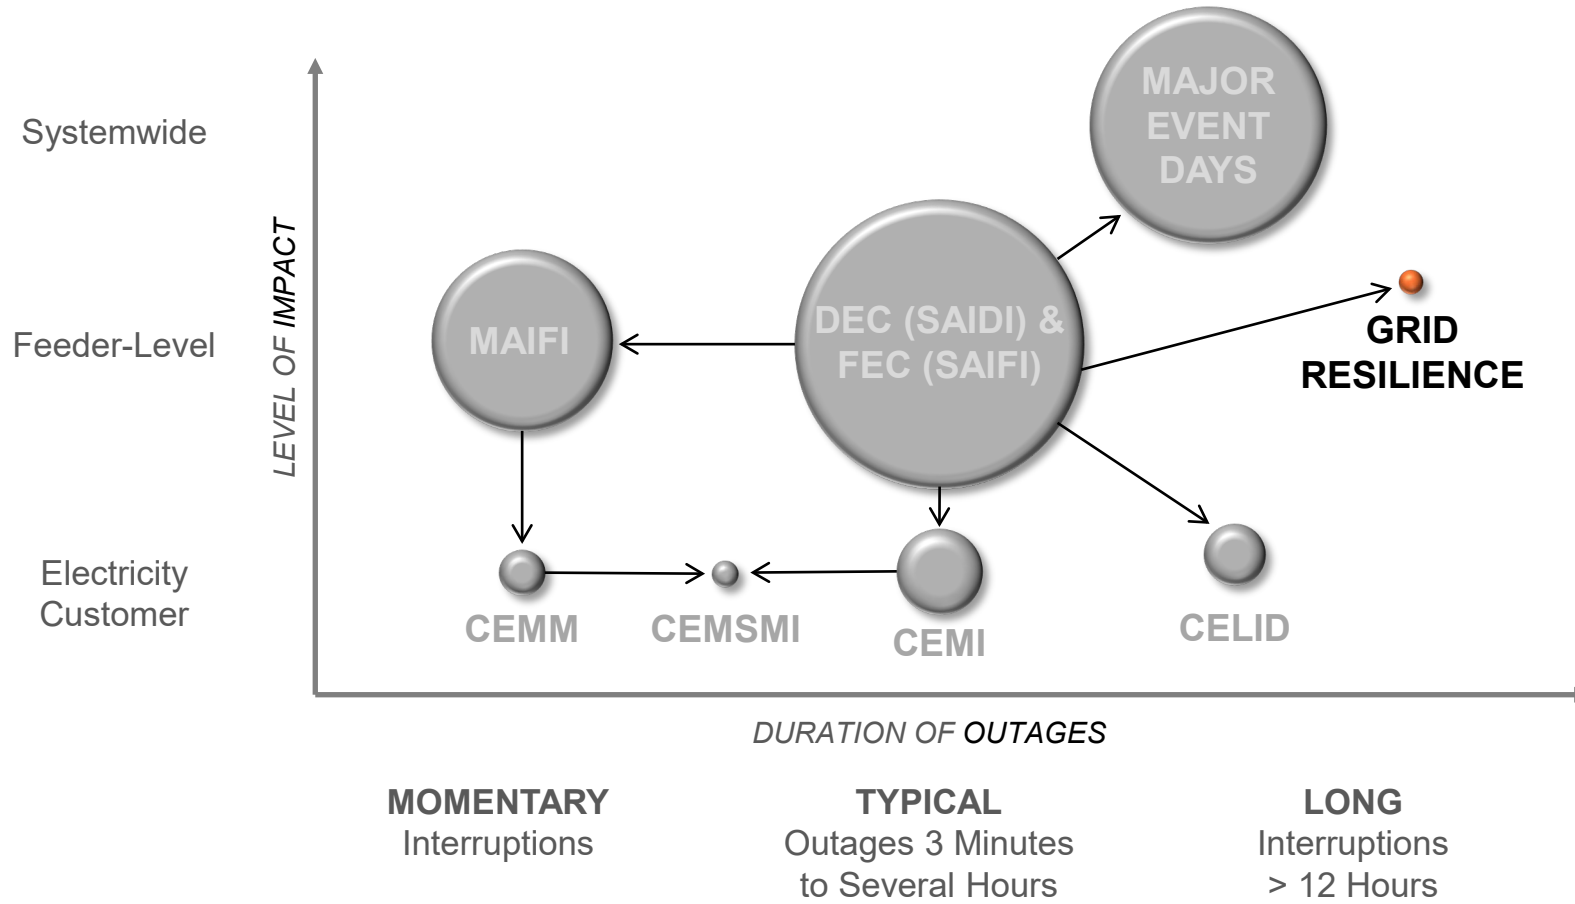 MAJOR
EVENT
DAYS
Systemwide
LEVEL OF IMPACT
Feeder-Level
MAIFI
DEC (SAIDI) &
FEC (SAIFI)
GRID
RESILIENCE
Electricity
Customer
CEMM
CEMSMI
CEMI
CELID
DURATION OF OUTAGES
MOMENTARY
Interruptions
TYPICAL
Outages 3 Minutes
to Several Hours
LONG
Interruptions
> 12 Hours